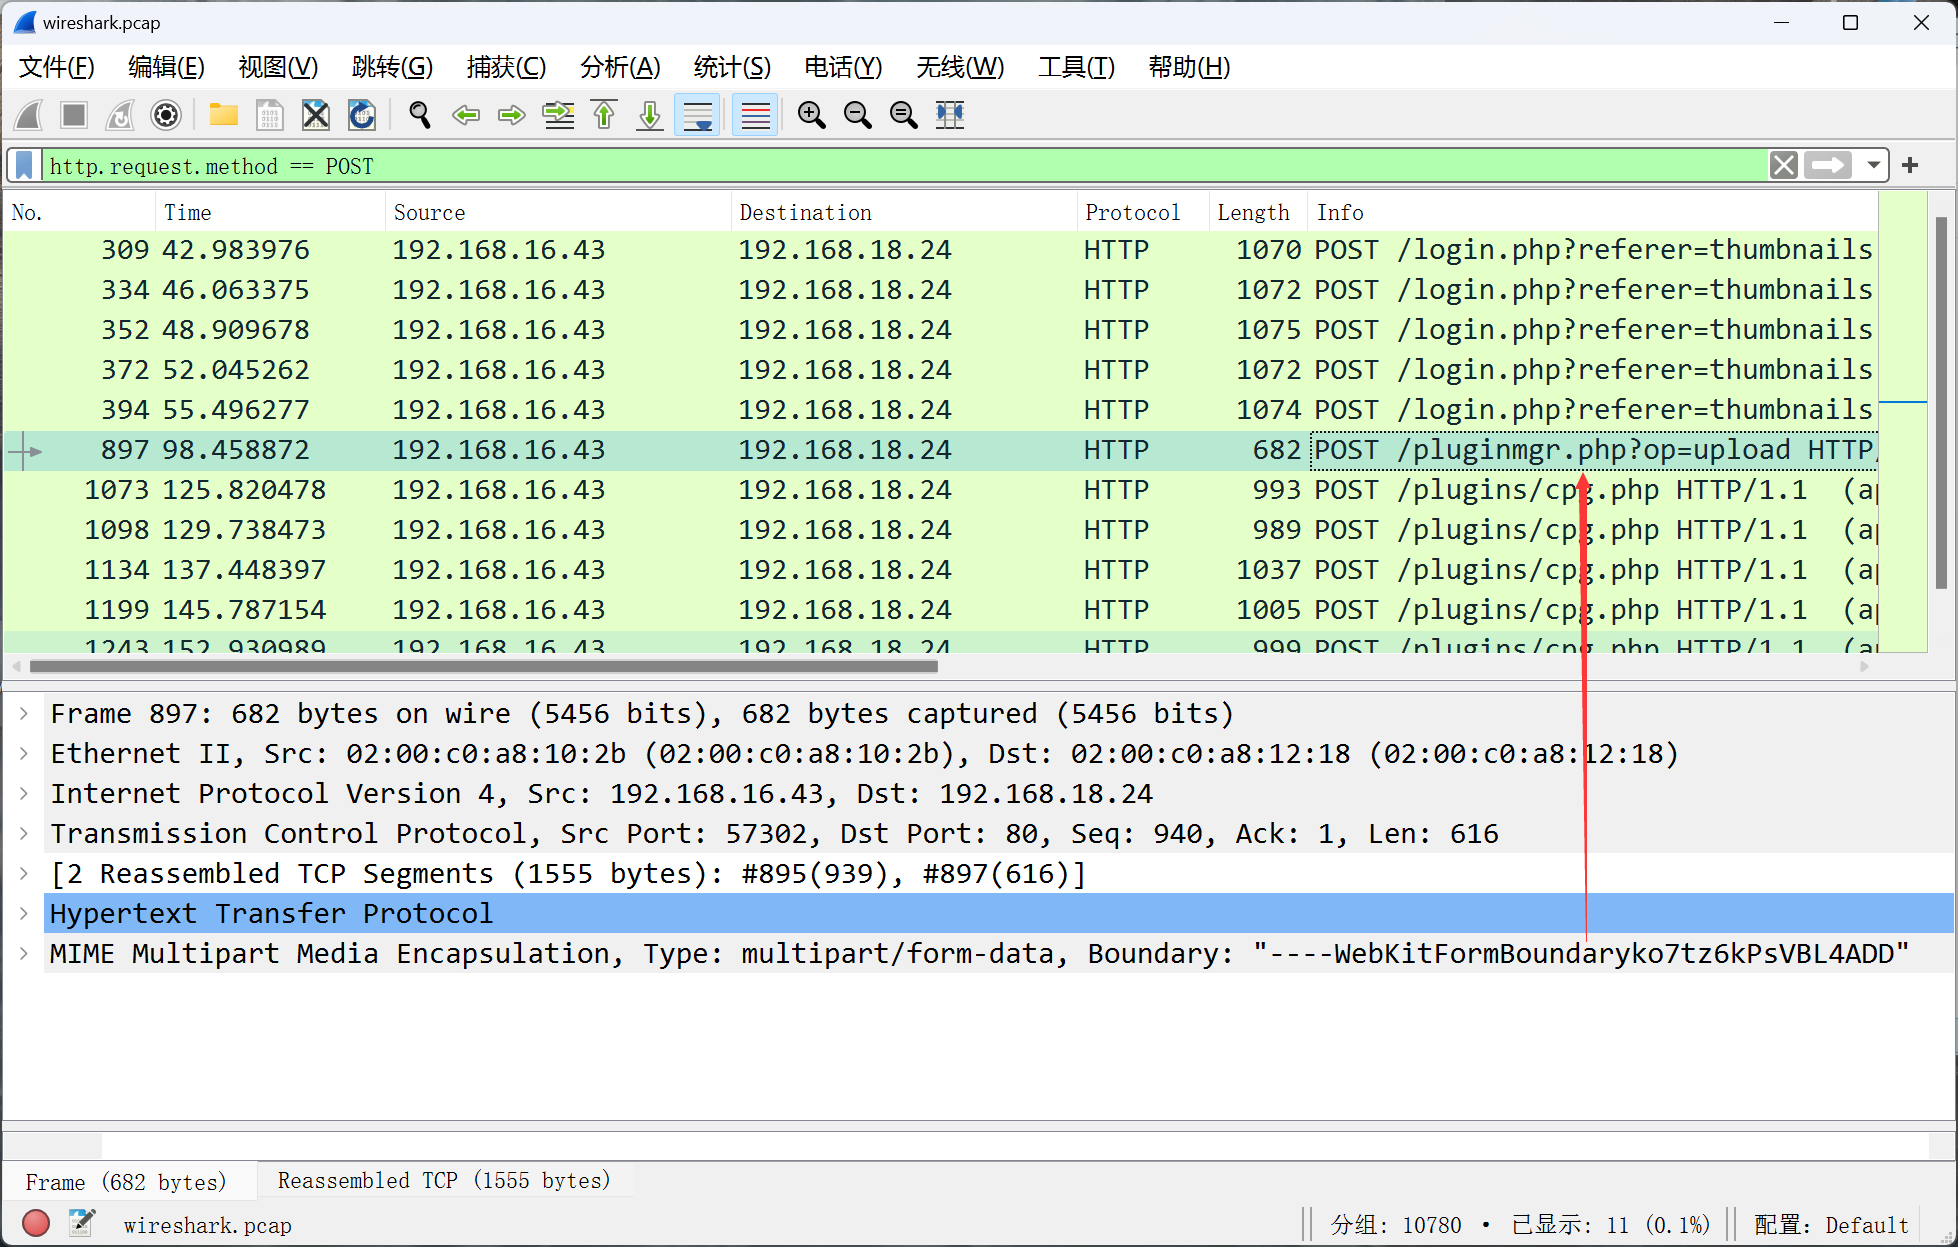 wireshark.pcap
文件(F) 编辑(E) 视图(V) 跳转(G) 捕获(C) 分析(A) 统计(S) 电话(Y) 无线(W) 工具(T) 帮助(H)
http.request.method == POST
No. Time Source Destination Protocol Length Info
309 42.983976 192.168.16.43 192.168.18.24 HTTP 1070 POST /login.php?referer=thumbnails
334 46.063375 192.168.16.43 192.168.18.24 HTTP 1072 POST /login.php?referer=thumbnails
352 48.909678 192.168.16.43 192.168.18.24 HTTP 1075 POST /login.php?referer=thumbnails
372 52.045262 192.168.16.43 192.168.18.24 HTTP 1072 POST /login.php?referer=thumbnails
394 55.496277 192.168.16.43 192.168.18.24 HTTP 1074 POST /login.php?referer=thumbnails
897 98.458872 192.168.16.43 192.168.18.24 HTTP 682 POST /pluginmgr.php?op=upload HTTP/
1073 125.820478 192.168.16.43 192.168.18.24 HTTP 993 POST /plugins/cpg.php HTTP/1.1 (ap
1098 129.738473 192.168.16.43 192.168.18.24 HTTP 989 POST /plugins/cpg.php HTTP/1.1 (ap
1134 137.448397 192.168.16.43 192.168.18.24 HTTP 1037 POST /plugins/cpg.php HTTP/1.1 (ap
1199 145.787154 192.168.16.43 192.168.18.24 HTTP 1005 POST /plugins/cpg.php HTTP/1.1 (ap
1243 152.930989 192.168.16.43 192.168.18.24 HTTP 999 POST /plugins/cpg.php HTTP/1.1 (ap
Frame 897: 682 bytes on wire (5456 bits), 682 bytes captured (5456 bits)
Ethernet II, Src: 02:00:c0:a8:10:2b (02:00:c0:a8:10:2b), Dst: 02:00:c0:a8:12:18 (02:00:c0:a8:12:18)
Internet Protocol Version 4, Src: 192.168.16.43, Dst: 192.168.18.24
Transmission Control Protocol, Src Port: 57302, Dst Port: 80, Seq: 940, Ack: 1, Len: 616
[2 Reassembled TCP Segments (1555 bytes): #895(939), #897(616)]
Hypertext Transfer Protocol
MIME Multipart Media Encapsulation, Type: multipart/form-data, Boundary: "----WebKitFormBoundaryko7tz6kPsVBL4ADD"
Frame (682 bytes) Reassembled TCP (1555 bytes)
wireshark.pcap 分组: 10780 · 已显示: 11 (0.1%) 配置: Default